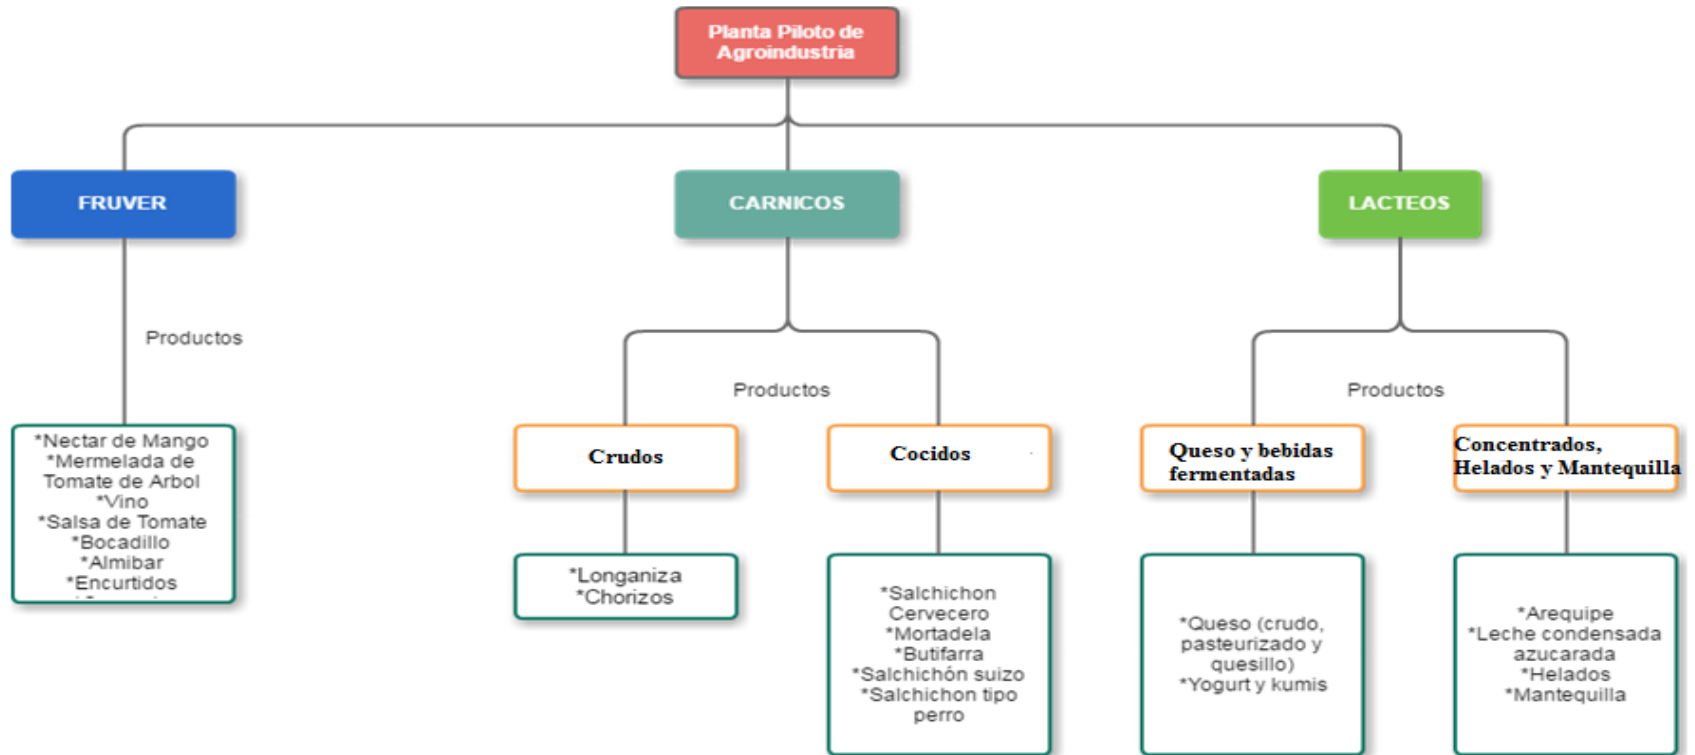 Planta Piloto de
Agroindustria
FRUVER
CARNICOS
LACTEOS
Productos
Productos
Productos
*Nectar de Mango
*Mermelada de
Tomate de Arbol
*Vino
*Salsa de Tomate
*Bocadillo
*Almibar
*Encurtidos
Crudos
Cocidos
Queso y bebidas
fermentadas
Concentrados,
Helados y Mantequilla
*Longaniza
*Chorizos
*Salchichon
Cervecero
*Mortadela
*Butifarra
*Salchichón suizo
*Salchichon tipo
perro
*Queso (crudo,
pasteurizado y
quesillo)
*Yogurt y kumis
*Arequipe
*Leche condensada
azucarada
*Helados
*Mantequilla